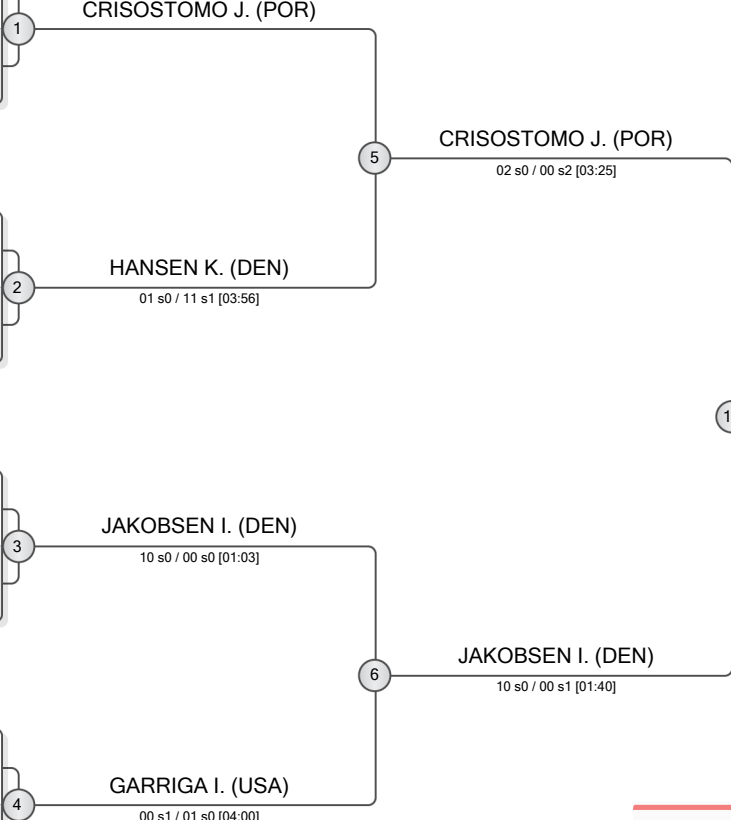 CRISOSTOMO J. (POR)
1
CRISOSTOMO J. (POR)
5
02 s0 / 00 s2 [03:25]
HANSEN K. (DEN)
2
01 s0 / 11 s1 [03:56]
1
JAKOBSEN I. (DEN)
3
10 s0 / 00 s0 [01:03]
JAKOBSEN I. (DEN)
6
10 s0 / 00 s1 [01:40]
GARRIGA I. (USA)
4
00 s1 / 01 s0 [04:00]